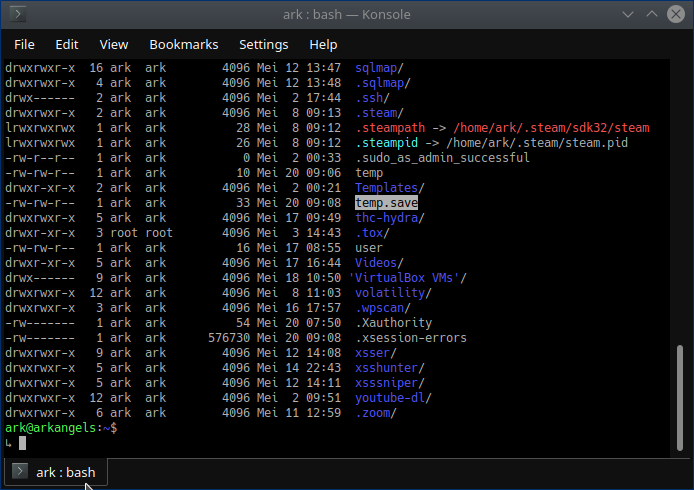 ark : bash — Konsole
File Edit View Bookmarks Settings Help
drwxrwxr-x 16 ark ark 4096 Mei 12 13:47 sqlmap/
drwxrwxr-x 4 ark ark 4096 Mei 12 13:48 .sqlmap/
drwx------ 2 ark ark 4096 Mei 2 17:44 .ssh/
drwxrwxr-x 2 ark ark 4096 Mei 8 09:13 .steam/
lrwxrwxrwx 1 ark ark 28 Mei 8 09:12 .steampath -> /home/ark/.steam/sdk32/steam
lrwxrwxrwx 1 ark ark 26 Mei 8 09:12 .steampid -> /home/ark/.steam/steam.pid
-rw-r--r-- 1 ark ark 0 Mei 2 00:33 .sudo_as_admin_successful
-rw-rw-r-- 1 ark ark 10 Mei 20 09:06 temp
drwxr-xr-x 2 ark ark 4096 Mei 2 00:21 Templates/
-rw-rw-r-- 1 ark ark 33 Mei 20 09:08 temp.save
drwxrwxr-x 5 ark ark 4096 Mei 17 09:49 thc-hydra/
drwxr-xr-x 3 root root 4096 Mei 3 14:43 .tox/
-rw-rw-r-- 1 ark ark 16 Mei 17 08:55 user
drwxr-xr-x 5 ark ark 4096 Mei 17 16:44 Videos/
drwx------ 9 ark ark 4096 Mei 18 10:50 'VirtualBox VMs'/
drwxrwxr-x 12 ark ark 4096 Mei 8 11:03 volatility/
drwxrwxr-x 3 ark ark 4096 Mei 16 17:57 .wpscan/
-rw------- 1 ark ark 54 Mei 20 07:50 .Xauthority
-rw------- 1 ark ark 576730 Mei 20 09:08 .xsession-errors
drwxrwxr-x 9 ark ark 4096 Mei 12 14:08 xsser/
drwxrwxr-x 5 ark ark 4096 Mei 14 22:43 xsshunter/
drwxrwxr-x 5 ark ark 4096 Mei 12 14:11 xsssniper/
drwxrwxr-x 12 ark ark 4096 Mei 2 09:51 youtube-dl/
drwxrwxr-x 6 ark ark 4096 Mei 11 12:59 .zoom/
ark@arkangels:~$
↳
ark : bash